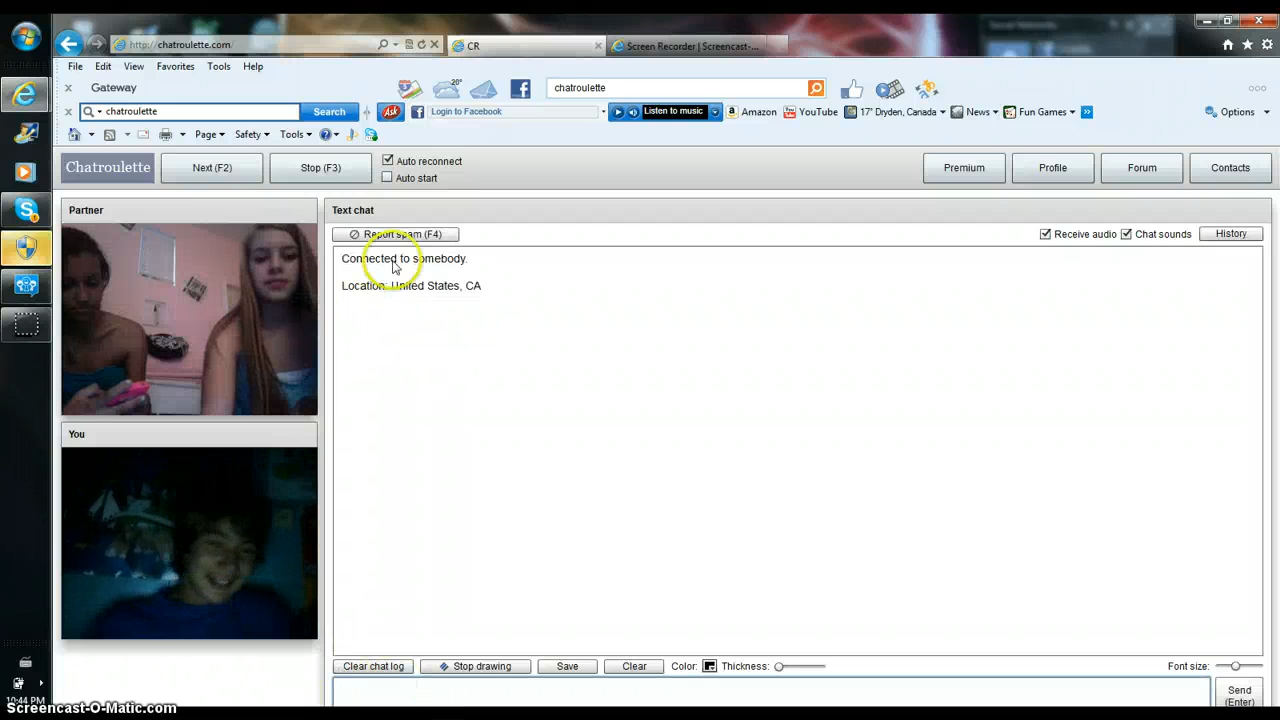 http://chatroulette.com/
CR
Screen Recorder | Screencast-...
File Edit View Favorites Tools Help
Gateway
20°
chatroulette
chatroulette
Search
Ask
Login to Facebook
Listen to music
Amazon
YouTube
17° Dryden, Canada
News
Fun Games
Options
Page Safety Tools
Chatroulette
Next (F2)
Stop (F3)
Auto reconnect
Auto start
Premium
Profile
Forum
Contacts
Partner
Text chat
Report spam (F4)
Receive audio
Chat sounds
History
Connected to somebody.
Location: United States, CA
You
Clear chat log
Stop drawing
Save
Clear
Color:
Thickness:
Font size:
Send
(Enter)
10:44 PM
Screencast-O-Matic.com